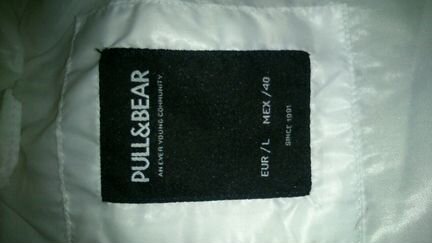 PULL&BEAR
AN EVER YOUNG COMMUNITY
EUR/L MEX/40
SINCE 1991